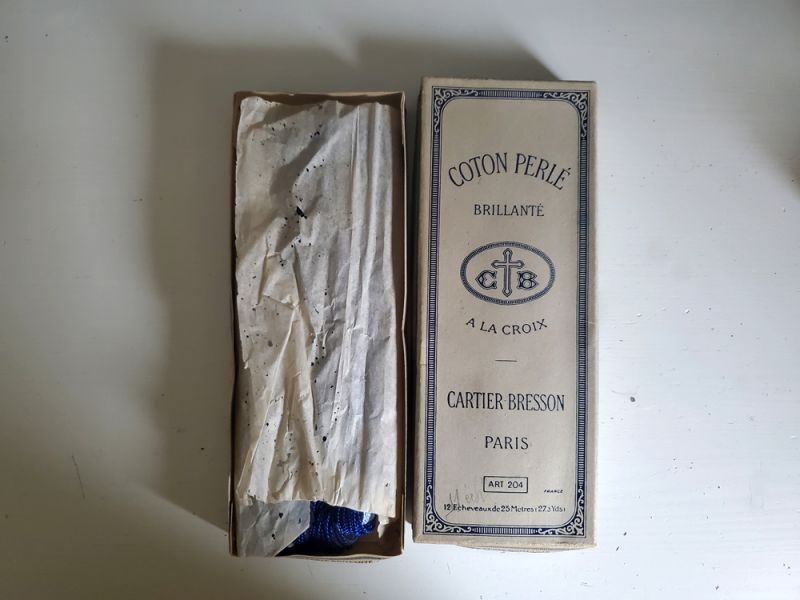 COTON PERLÉ
BRILLANTÉ
C B
A LA CROIX
CARTIER-BRESSON
PARIS
ART 204
FRANCE
12 Echeveaux de 25 Metres (27.3 Yds)